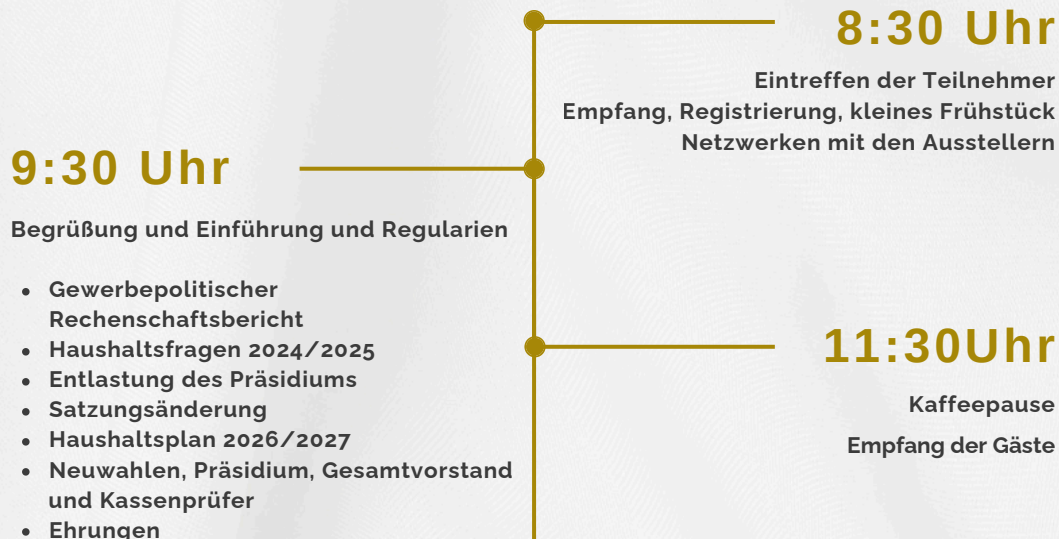 8:30 Uhr
Eintreffen der Teilnehmer
Empfang, Registrierung, kleines Frühstück
Netzwerken mit den Ausstellern
9:30 Uhr
Begrüßung und Einführung und Regularien
• Gewerbepolitischer
Rechenschaftsbericht
• Haushaltsfragen 2024/2025
• Entlastung des Präsidiums
• Satzungsänderung
• Haushaltsplan 2026/2027
• Neuwahlen, Präsidium, Gesamtvorstand
und Kassenprüfer
• Ehrungen
11:30Uhr
Kaffeepause
Empfang der Gäste